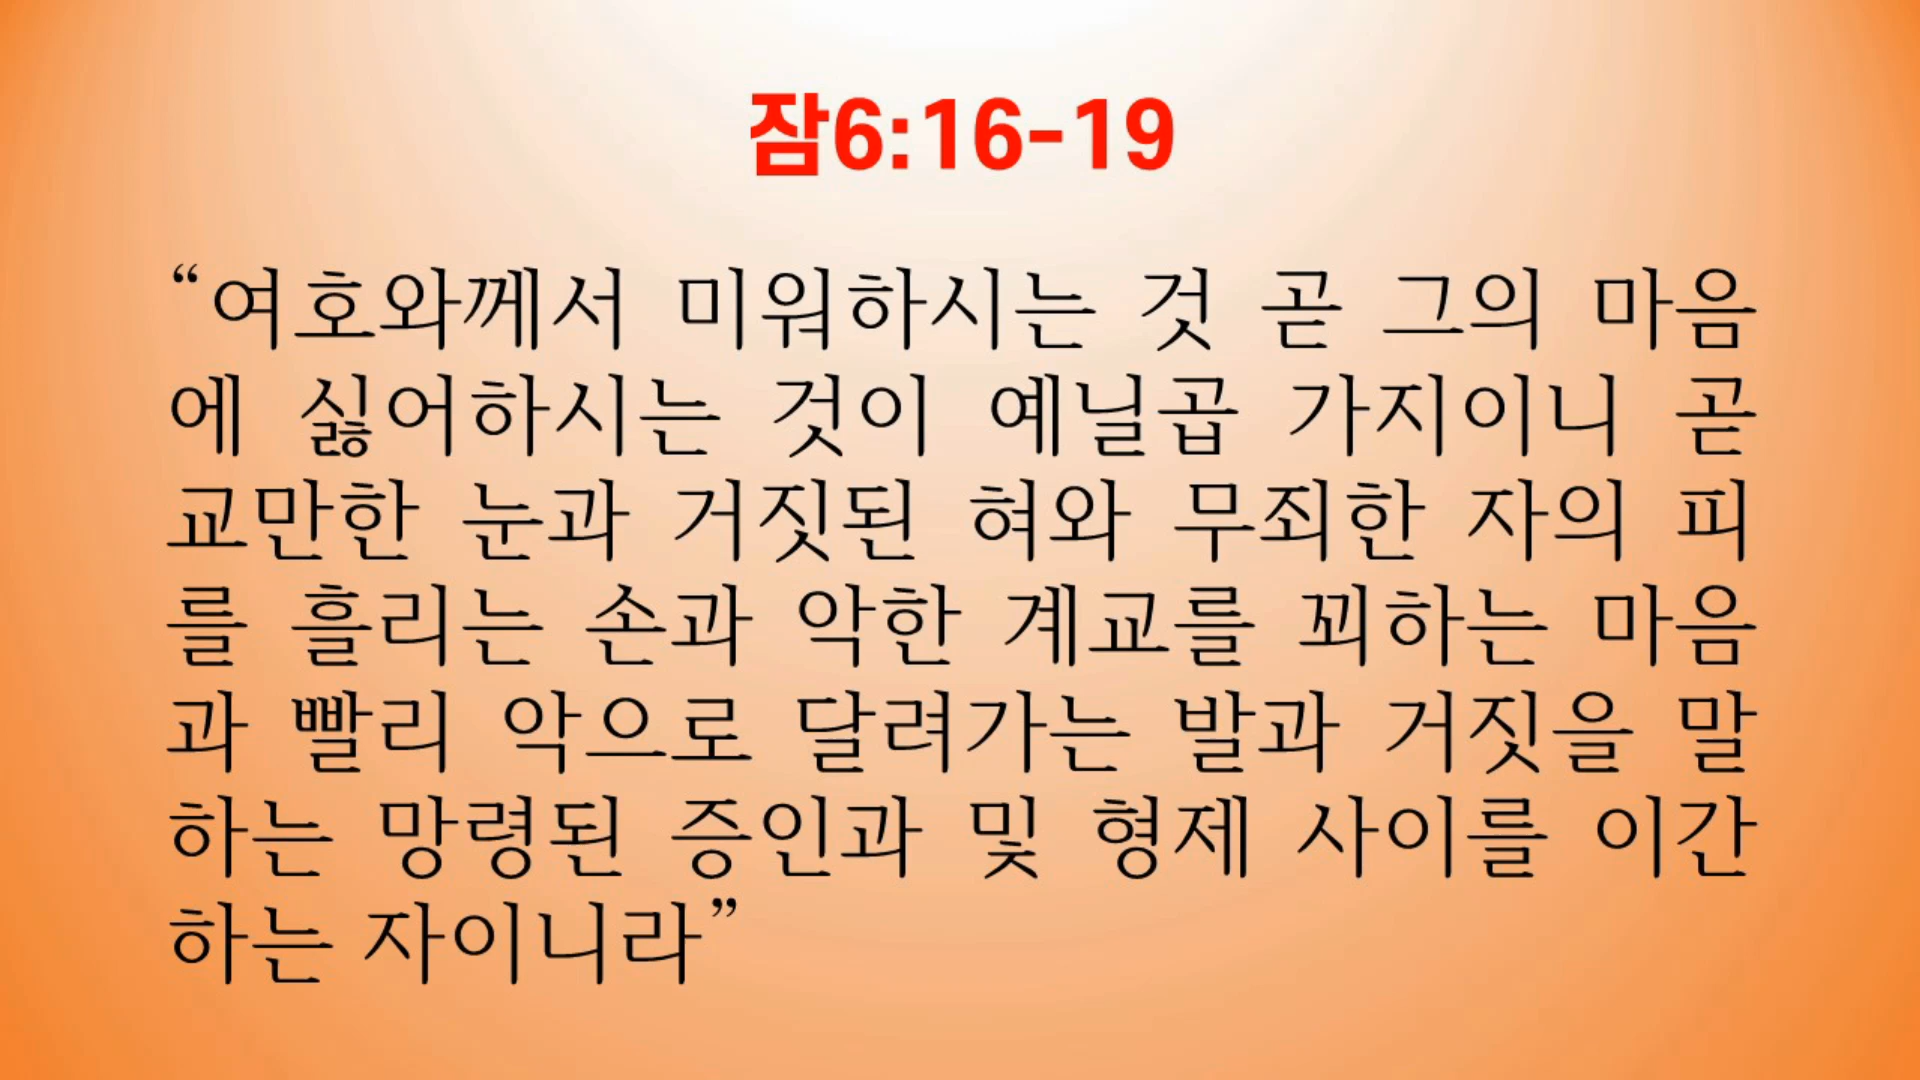 잠6:16-19
“여호와께서 미워하시는 것 곧 그의 마음
에 싫어하시는 것이 예닐곱 가지이니 곧
교만한 눈과 거짓된 혀와 무죄한 자의 피
를 흘리는 손과 악한 계교를 꾀하는 마음
과 빨리 악으로 달려가는 발과 거짓을 말
하는 망령된 증인과 및 형제 사이를 이간
하는 자이니라”